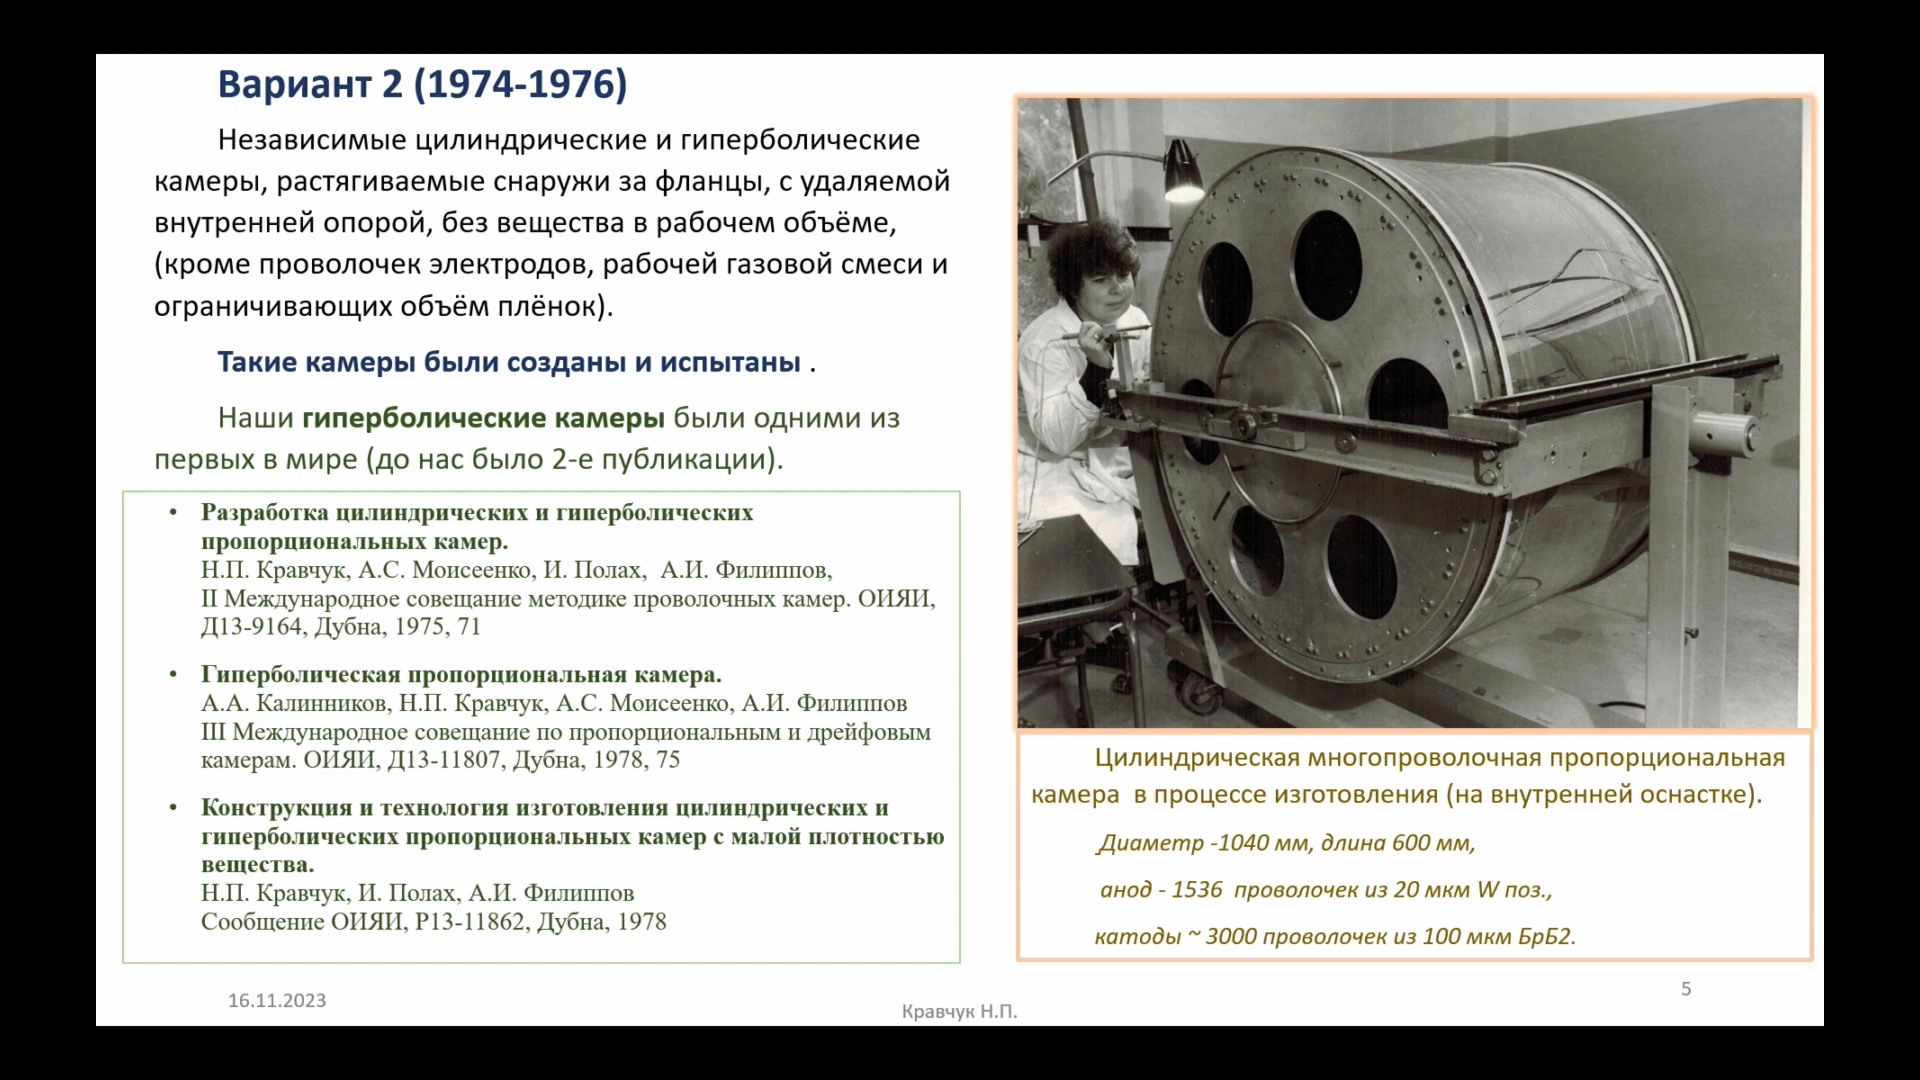 Вариант 2 (1974-1976)
Независимые цилиндрические и гиперболические
камеры, растягиваемые снаружи за фланцы, с удаляемой
внутренней опорой, без вещества в рабочем объёме,
(кроме проволочек электродов, рабочей газовой смеси и
ограничивающих объём плёнок).
Такие камеры были созданы и испытаны .
Наши гиперболические камеры были одними из
первых в мире (до нас было 2-е публикации).
• Разработка цилиндрических и гиперболических
пропорциональных камер.
Н.П. Кравчук, А.С. Моисеенко, И. Полах, А.И. Филиппов,
II Международное совещание методике проволочных камер. ОИЯИ,
Д13-9164, Дубна, 1975, 71
• Гиперболическая пропорциональная камера.
А.А. Калинников, Н.П. Кравчук, А.С. Моисеенко, А.И. Филиппов
III Международное совещание по пропорциональным и дрейфовым
камерам. ОИЯИ, Д13-11807, Дубна, 1978, 75
• Конструкция и технология изготовления цилиндрических и
гиперболических пропорциональных камер с малой плотностью
вещества.
Н.П. Кравчук, И. Полах, А.И. Филиппов
Сообщение ОИЯИ, Р13-11862, Дубна, 1978
Цилиндрическая многопроволочная пропорциональная
камера в процессе изготовления (на внутренней оснастке).
Диаметр -1040 мм, длина 600 мм,
анод - 1536 проволочек из 20 мкм W поз.,
катоды ~ 3000 проволочек из 100 мкм БрБ2.
16.11.2023
Кравчук Н.П.
5